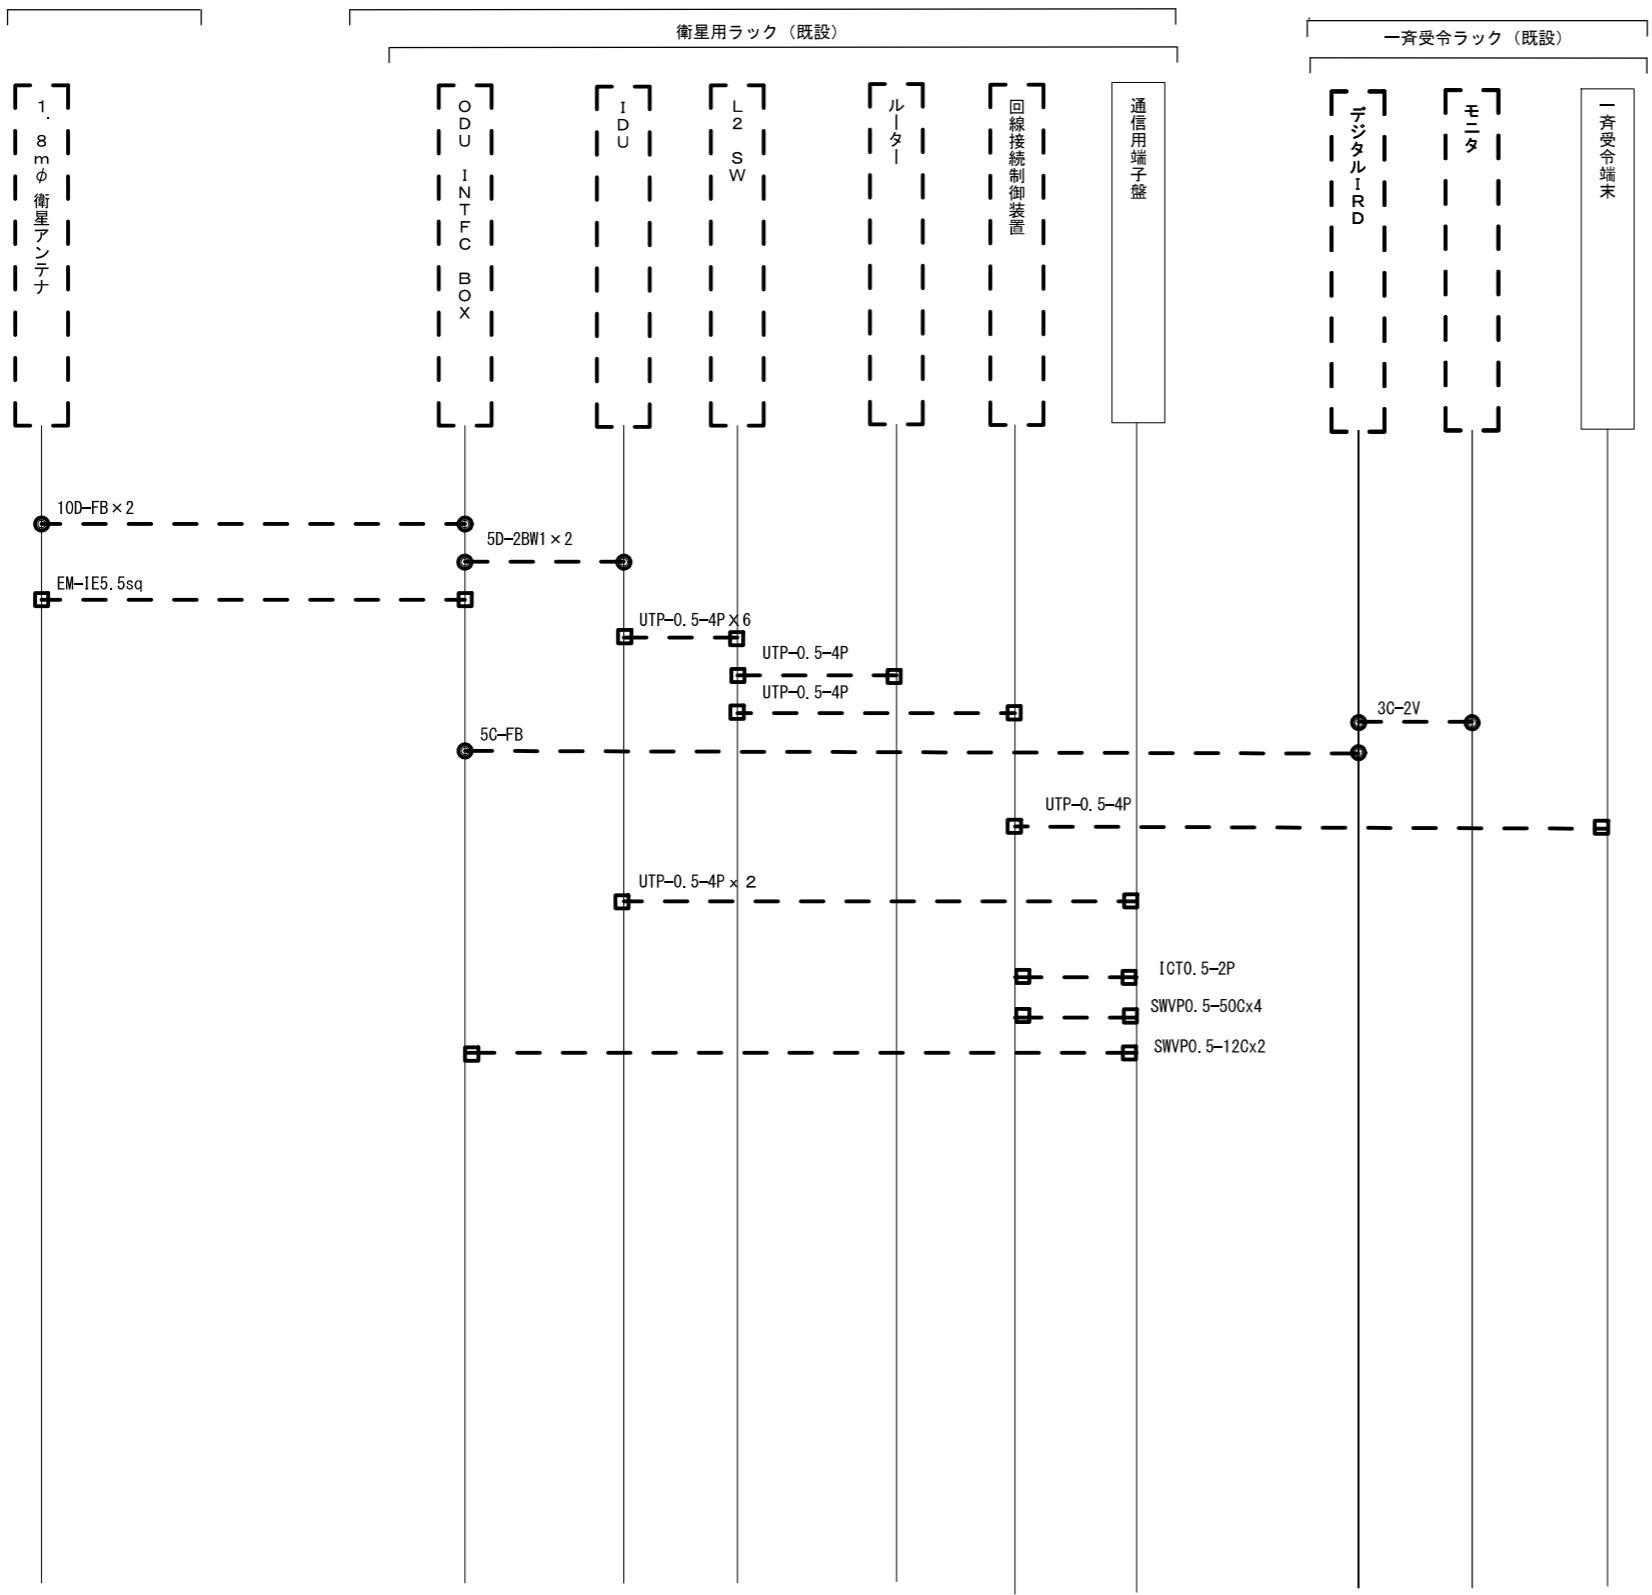 衛星用ラック（既設）
一斉受令ラック（既設）
１．８ｍφ 衛星アンテナ
ＯＤＵ ＩＮＴＦＣ ＢＯＸ
ＩＤＵ
Ｌ２ ＳＷ
ルーター
回線接続制御装置
通信用端子盤
デジタルＩＲＤ
モニタ
一斉受令端末
10D-FB×2
5D-2BW1×2
EM-IE5.5sq
UTP-0.5-4P×6
UTP-0.5-4P
UTP-0.5-4P
3C-2V
5C-FB
UTP-0.5-4P
UTP-0.5-4P×２
ICT0.5-2P
SWVP0.5-50Cx4
SWVP0.5-12Cx2